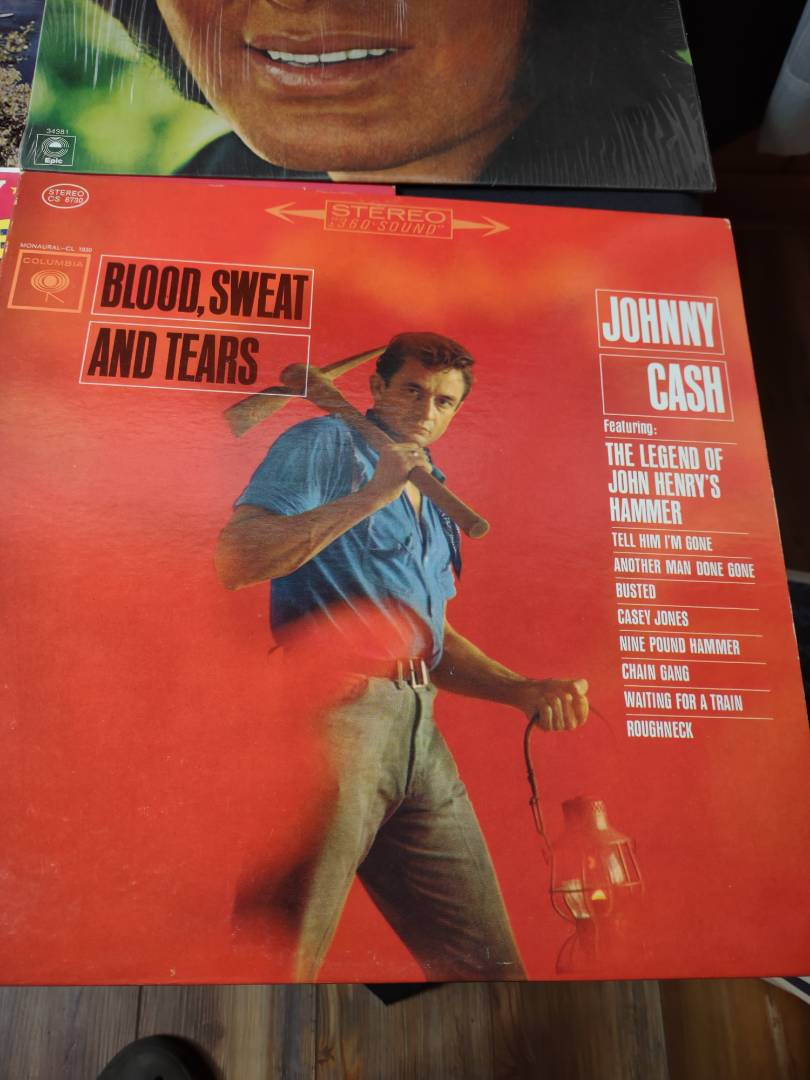 34381
Epic
STEREO
CS 8730
STEREO
"360 SOUND"
MONAURAL-CL 1930
COLUMBIA
BLOOD, SWEAT
AND TEARS
JOHNNY
CASH
Featuring:
THE LEGEND OF
JOHN HENRY'S
HAMMER
TELL HIM I'M GONE
ANOTHER MAN DONE GONE
BUSTED
CASEY JONES
NINE POUND HAMMER
CHAIN GANG
WAITING FOR A TRAIN
ROUGHNECK